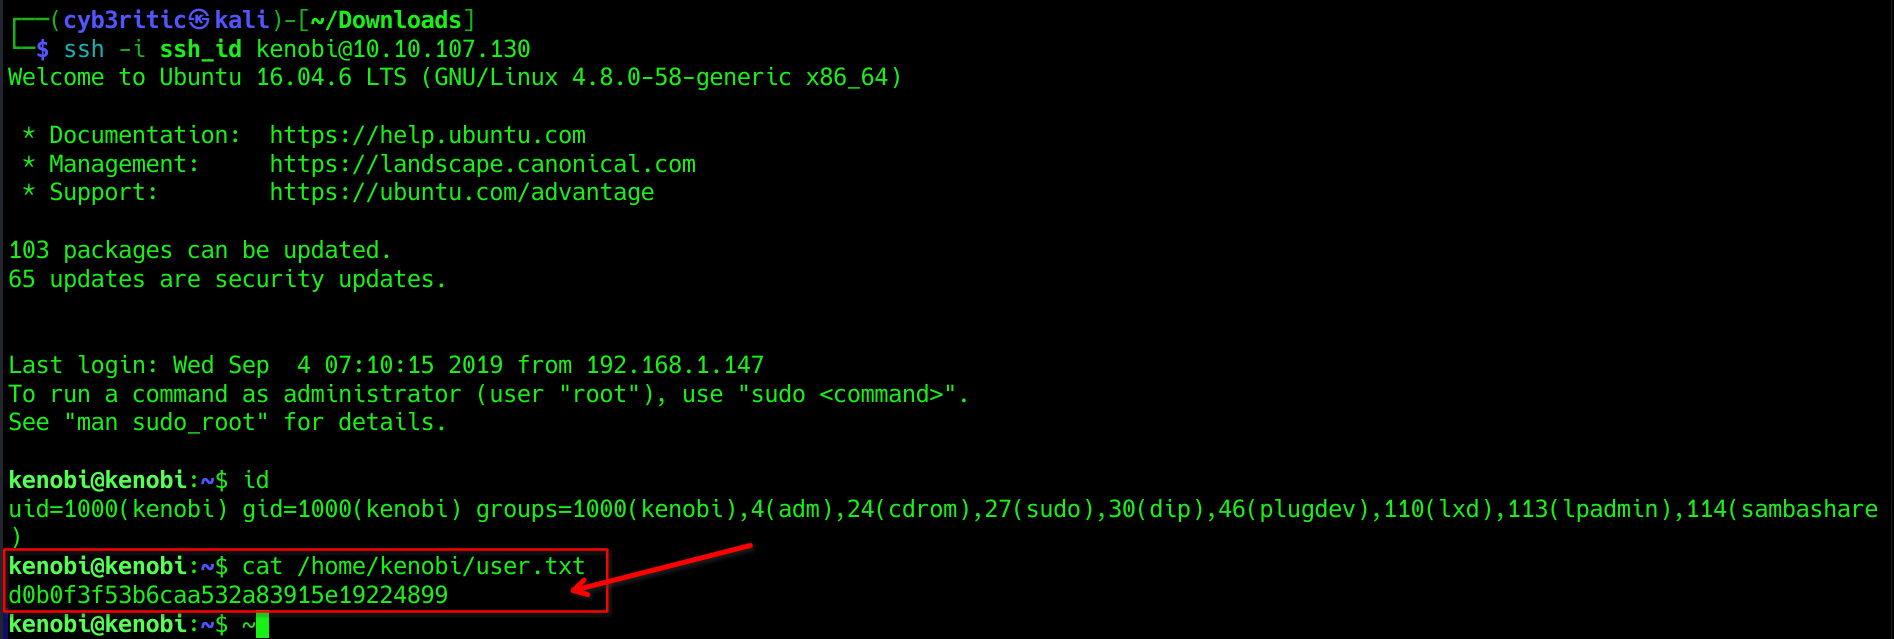 ┌──(cyb3ritic㉿kali)-[~/Downloads]
└─$ ssh -i ssh_id kenobi@10.10.107.130
Welcome to Ubuntu 16.04.6 LTS (GNU/Linux 4.8.0-58-generic x86_64)
* Documentation:  https://help.ubuntu.com
* Management:     https://landscape.canonical.com
* Support:        https://ubuntu.com/advantage
103 packages can be updated.
65 updates are security updates.
Last login: Wed Sep  4 07:10:15 2019 from 192.168.1.147
To run a command as administrator (user "root"), use "sudo <command>".
See "man sudo_root" for details.
kenobi@kenobi:~$ id
uid=1000(kenobi) gid=1000(kenobi) groups=1000(kenobi),4(adm),24(cdrom),27(sudo),30(dip),46(plugdev),110(lxd),113(lpadmin),114(sambashare
)
kenobi@kenobi:~$ cat /home/kenobi/user.txt
d0b0f3f53b6caa532a83915e19224899
kenobi@kenobi:~$ ~